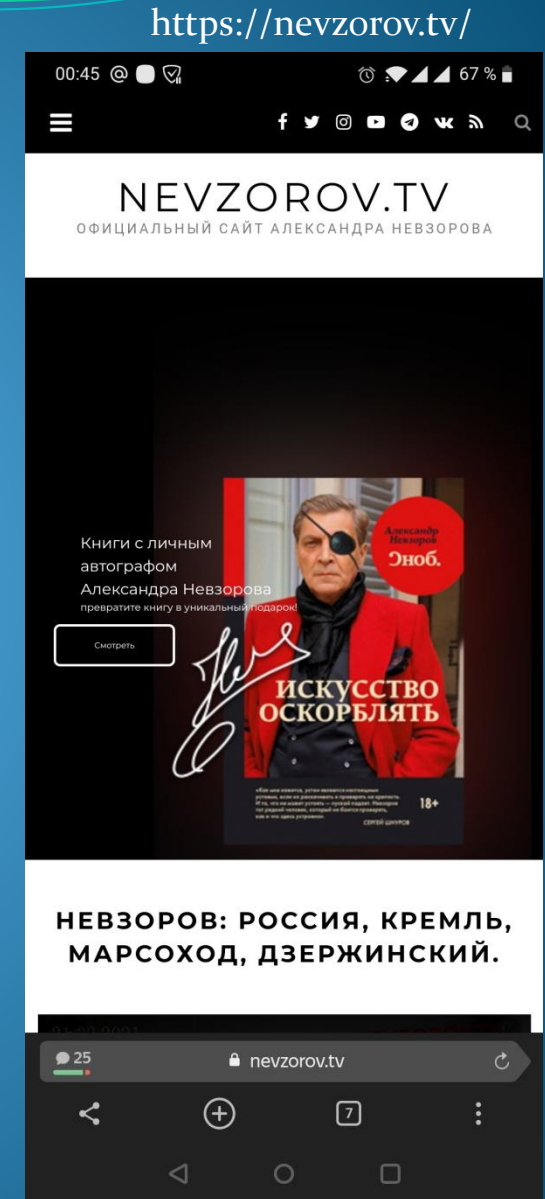 https://nevzorov.tv/
00:45 @ 67 %
NEVZOROV.TV
ОФИЦИАЛЬНЫЙ САЙТ АЛЕКСАНДРА НЕВЗОРОВА
Книги с личным
автографом
Александра Невзорова
превратите книгу в уникальный подарок!
Смотреть
Александр
Невзоров
Сноб.
ИСКУССТВО
ОСКОРБЛЯТЬ
18+
СЕРГЕЙ ШНУРОВ
НЕВЗОРОВ: РОССИЯ, КРЕМЛЬ,
МАРСОХОД, ДЗЕРЖИНСКИЙ.
25
nevzorov.tv
7